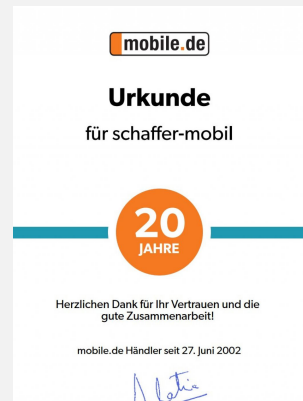 mobile.de
Urkunde
für schaffer-mobil
20
JAHRE
Herzlichen Dank für Ihr Vertrauen und die
gute Zusammenarbeit!
mobile.de Händler seit 27. Juni 2002